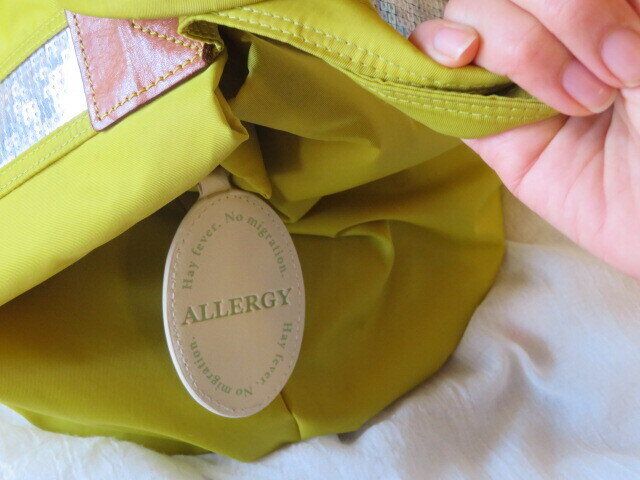 Hay fever. No migration.
ALLERGY
Hay fever. No migration.